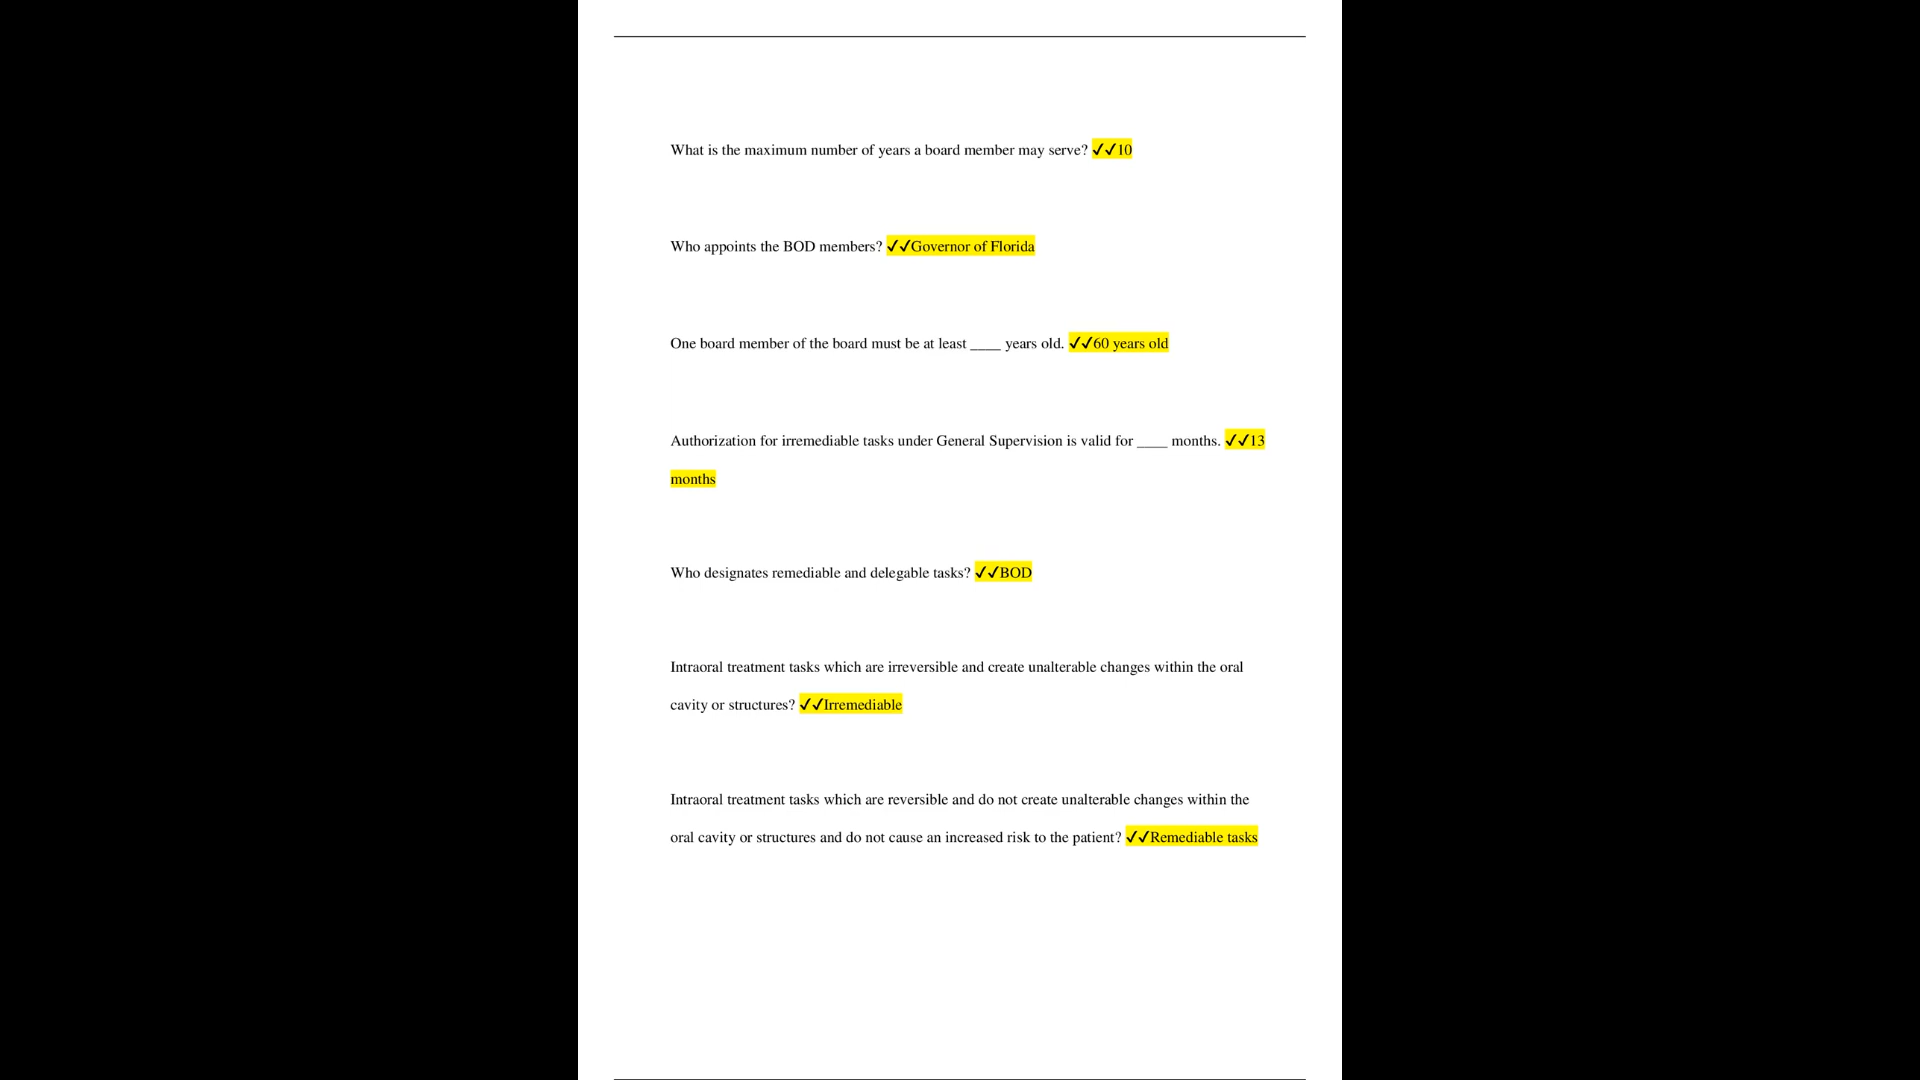 What is the maximum number of years a board member may serve? ✓✓10
Who appoints the BOD members? ✓✓Governor of Florida
One board member of the board must be at least ____ years old. ✓✓60 years old
Authorization for irremediable tasks under General Supervision is valid for ____ months. ✓✓13
months
Who designates remediable and delegable tasks? ✓✓BOD
Intraoral treatment tasks which are irreversible and create unalterable changes within the oral
cavity or structures? ✓✓Irremediable
Intraoral treatment tasks which are reversible and do not create unalterable changes within the
oral cavity or structures and do not cause an increased risk to the patient? ✓✓Remediable tasks